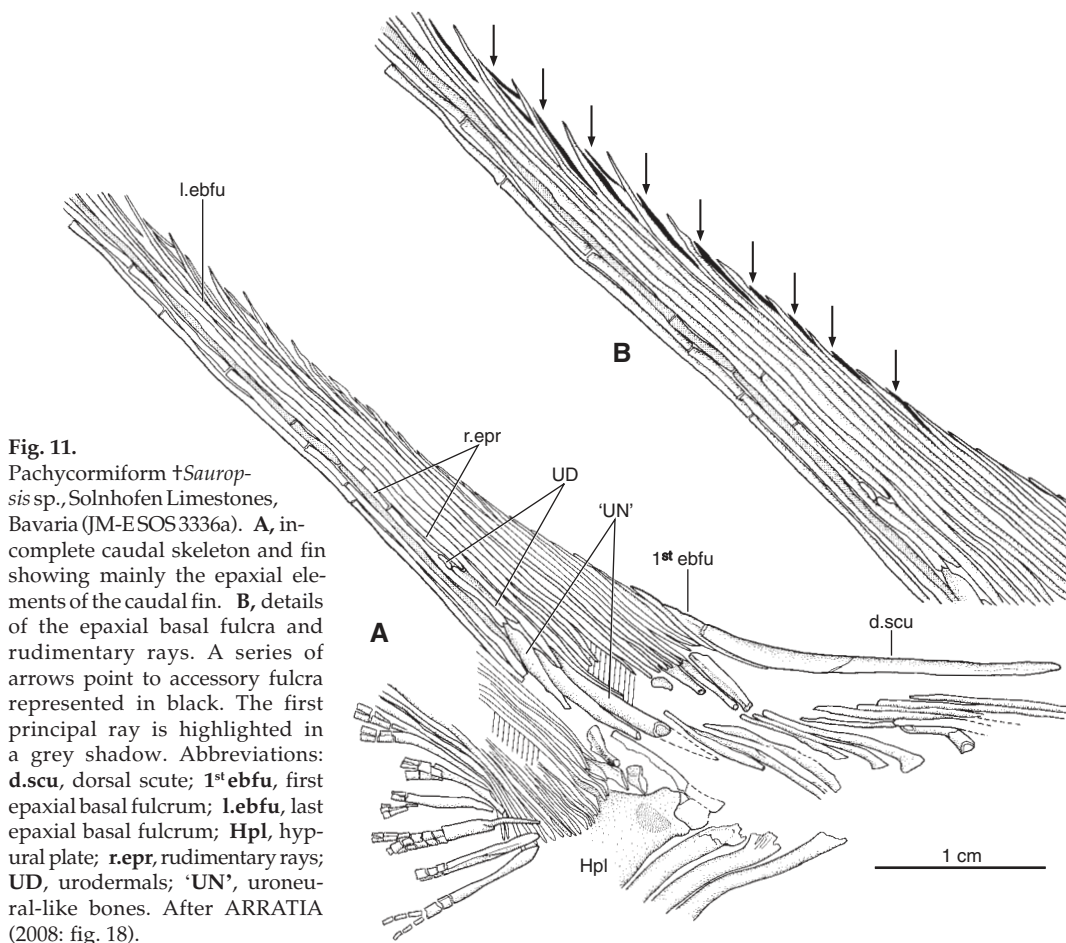 B
l.ebfu
r.epr
UD
‘UN’
1st ebfu
d.scu
A
Hpl
1 cm
Fig. 11.
Pachycormiform †Saurop-
sis sp., Solnhofen Limestones,
Bavaria (JM-E SOS 3336a). A, in-
complete caudal skeleton and fin
showing mainly the epaxial ele-
ments of the caudal fin. B, details
of the epaxial basal fulcra and
rudimentary rays. A series of
arrows point to accessory fulcra
represented in black. The first
principal ray is highlighted in
a grey shadow. Abbreviations:
d.scu, dorsal scute; 1st ebfu, first
epaxial basal fulcrum; l.ebfu, last
epaxial basal fulcrum; Hpl, hyp-
ural plate; r.epr, rudimentary rays;
UD, urodermals; ‘UN’, uroneu-
ral-like bones. After ARRATIA
(2008: fig. 18).